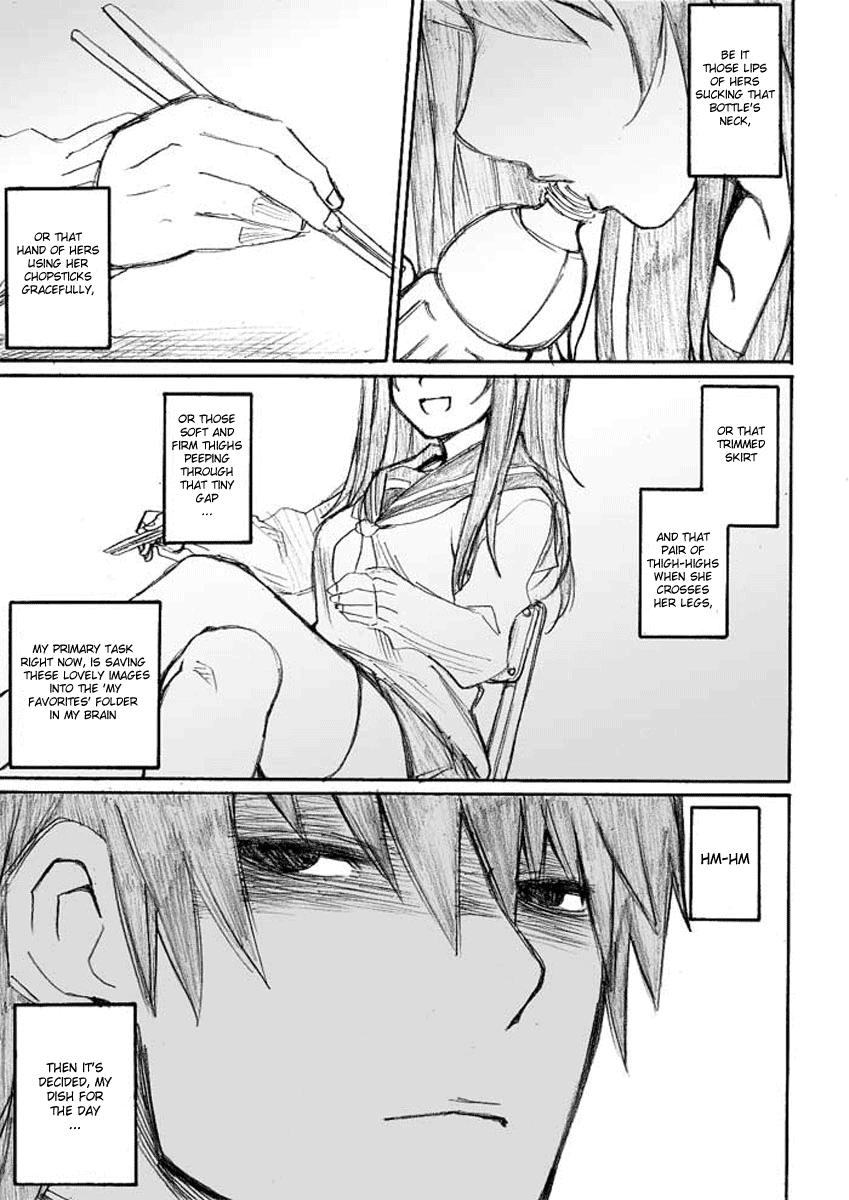 BE IT
THOSE LIPS
OF HERS
SUCKING THAT
BOTTLE'S
NECK,
OR THAT
HAND OF HERS
USING HER
CHOPSTICKS
GRACEFULLY,
OR THAT
TRIMMED
SKIRT
AND THAT
PAIR OF
THIGH-HIGHS
WHEN SHE
CROSSES
HER LEGS,
OR THOSE
SOFT AND
FIRM THIGHS
PEEPING
THROUGH
THAT TINY
GAP
...
MY PRIMARY TASK
RIGHT NOW, IS SAVING
THESE LOVELY IMAGES
INTO THE 'MY
FAVORITES' FOLDER
IN MY BRAIN
HM-HM
THEN IT'S
DECIDED, MY
DISH FOR
THE DAY
...